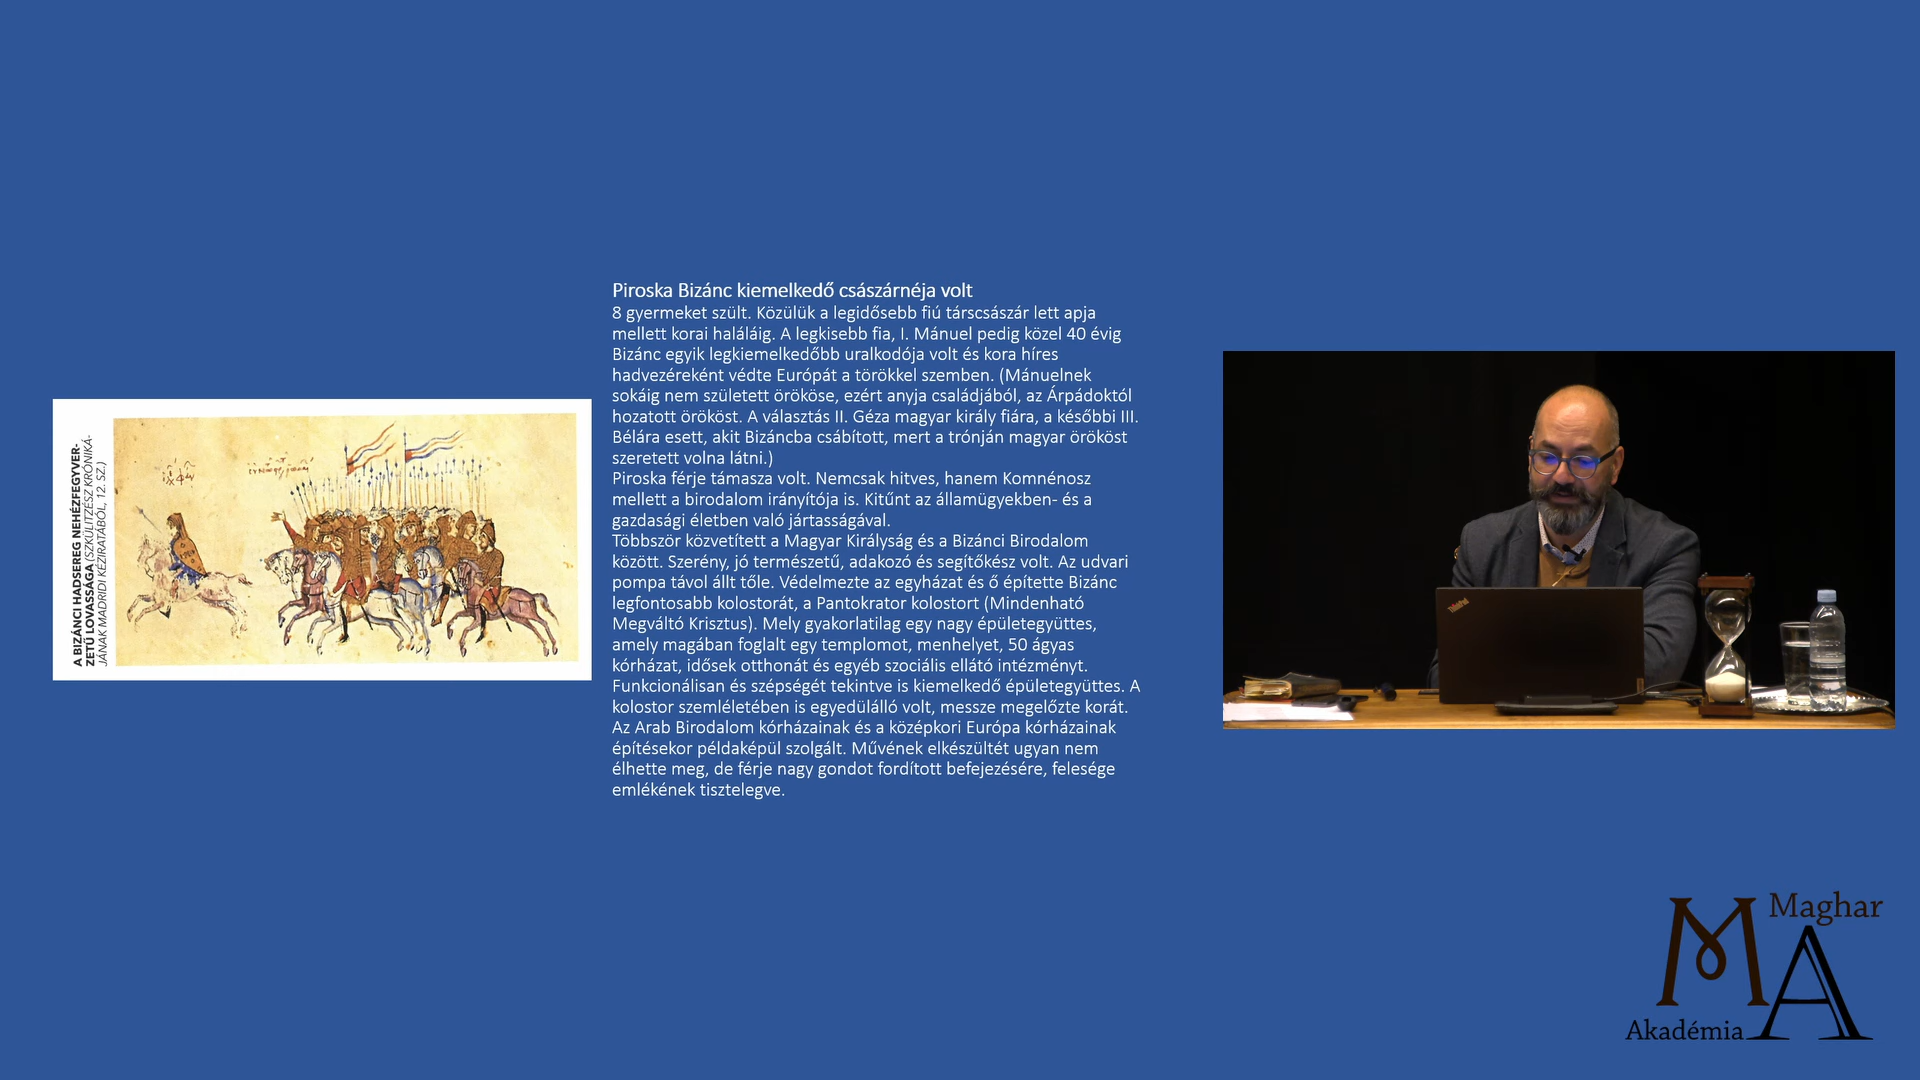 A BIZÁNCI HADSEREG NEHÉZFEGYVER-
ZETŰ LOVASSÁGA (SZKÜLITZÉSZ KRÓNIKÁ-
JÁNAK MADRIDI KÉZIRATÁBÓL, 12. SZ.)
Piroska Bizánc kiemelkedő császárnéja volt
8 gyermeket szült. Közülük a legidősebb fiú társcsászár lett apja
mellett korai haláláig. A legkisebb fia, I. Mánuel pedig közel 40 évig
Bizánc egyik legkiemelkedőbb uralkodója volt és kora híres
hadvezéreként védte Európát a törökkel szemben. (Mánuelnek
sokáig nem született örököse, ezért anyja családjából, az Árpádoktól
hozatott örököst. A választás II. Géza magyar király fiára, a későbbi III.
Bélára esett, akit Bizáncba csábított, mert a trónján magyar örököst
szeretett volna látni.)
Piroska férje támasza volt. Nemcsak hitves, hanem Komnénosz
mellett a birodalom irányítója is. Kitűnt az államügyekben- és a
gazdasági életben való jártasságával.
Többször közvetített a Magyar Királyság és a Bizánci Birodalom
között. Szerény, jó természetű, adakozó és segítőkész volt. Az udvari
pompa távol állt tőle. Védelmezte az egyházat és ő építette Bizánc
legfontosabb kolostorát, a Pantokrator kolostort (Mindenható
Megváltó Krisztus). Mely gyakorlatilag egy nagy épületegyüttes,
amely magában foglalt egy templomot, menhelyet, 50 ágyas
kórházat, idősek otthonát és egyéb szociális ellátó intézményt.
Funkcionálisan és szépségét tekintve is kiemelkedő épületegyüttes. A
kolostor szemléletében is egyedülálló volt, messze megelőzte korát.
Az Arab Birodalom kórházainak és a középkori Európa kórházainak
építésekor példaképül szolgált. Művének elkészültét ugyan nem
élhette meg, de férje nagy gondot fordított befejezésére, felesége
emlékének tisztelegve.
ThinkPad
MA
Maghar
Akadémia